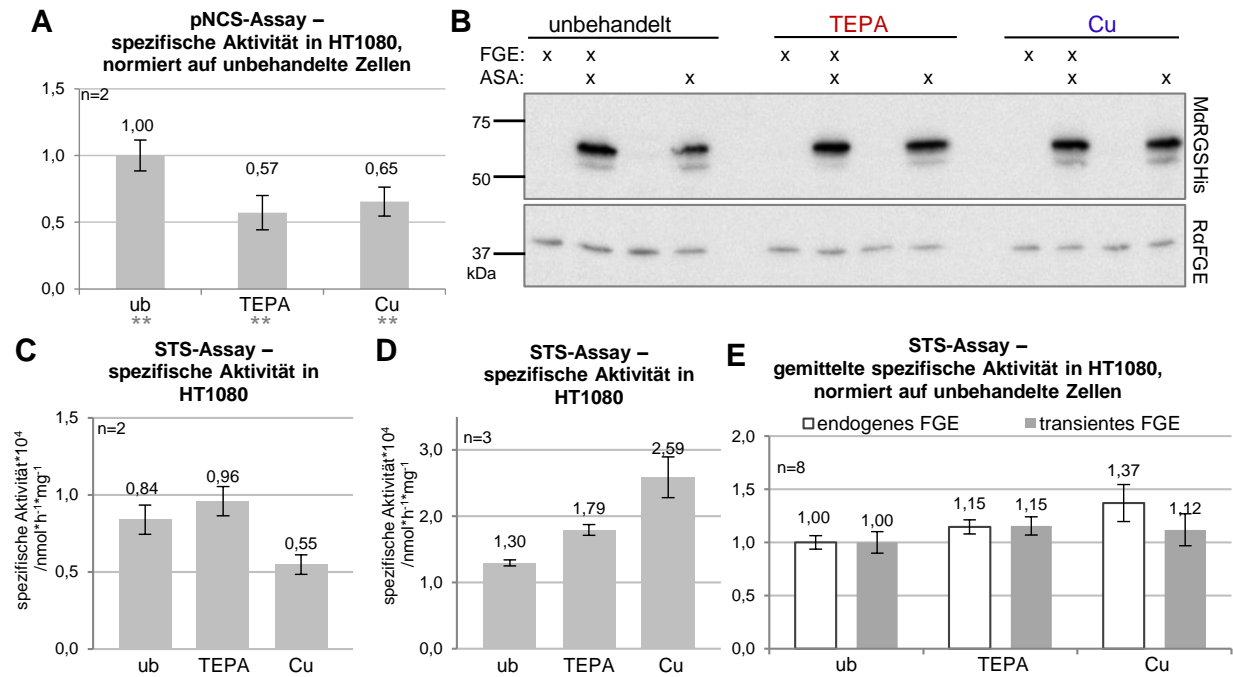 A
pNCS-Assay –
spezifische Aktivität in HT1080,
normiert auf unbehandelte Zellen
1,5
1,0
0,5
0,0
n=2
1,00
0,57
0,65
ub
TEPA
Cu
** ** **
B
unbehandelt
TEPA
Cu
FGE: x x x x x x
ASA: x x x x x x
75
50
37
kDa
MαRGSHis
RαFGE
C
STS-Assay –
spezifische Aktivität in
HT1080
spezifische Aktivität*10⁴
/nmol*h⁻¹*mg⁻¹
1,5
1,0
0,5
0,0
n=2
0,84
0,96
0,55
ub
TEPA
Cu
D
STS-Assay –
spezifische Aktivität in
HT1080
spezifische Aktivität*10⁴
/nmol*h⁻¹*mg⁻¹
3,0
2,0
1,0
0,0
n=3
1,30
1,79
2,59
ub
TEPA
Cu
E
STS-Assay –
gemittelte spezifische Aktivität in HT1080,
normiert auf unbehandelte Zellen
endogenes FGE
transientes FGE
2,0
1,5
1,0
0,5
0,0
n=8
1,00
1,00
1,15
1,15
1,37
1,12
ub
TEPA
Cu